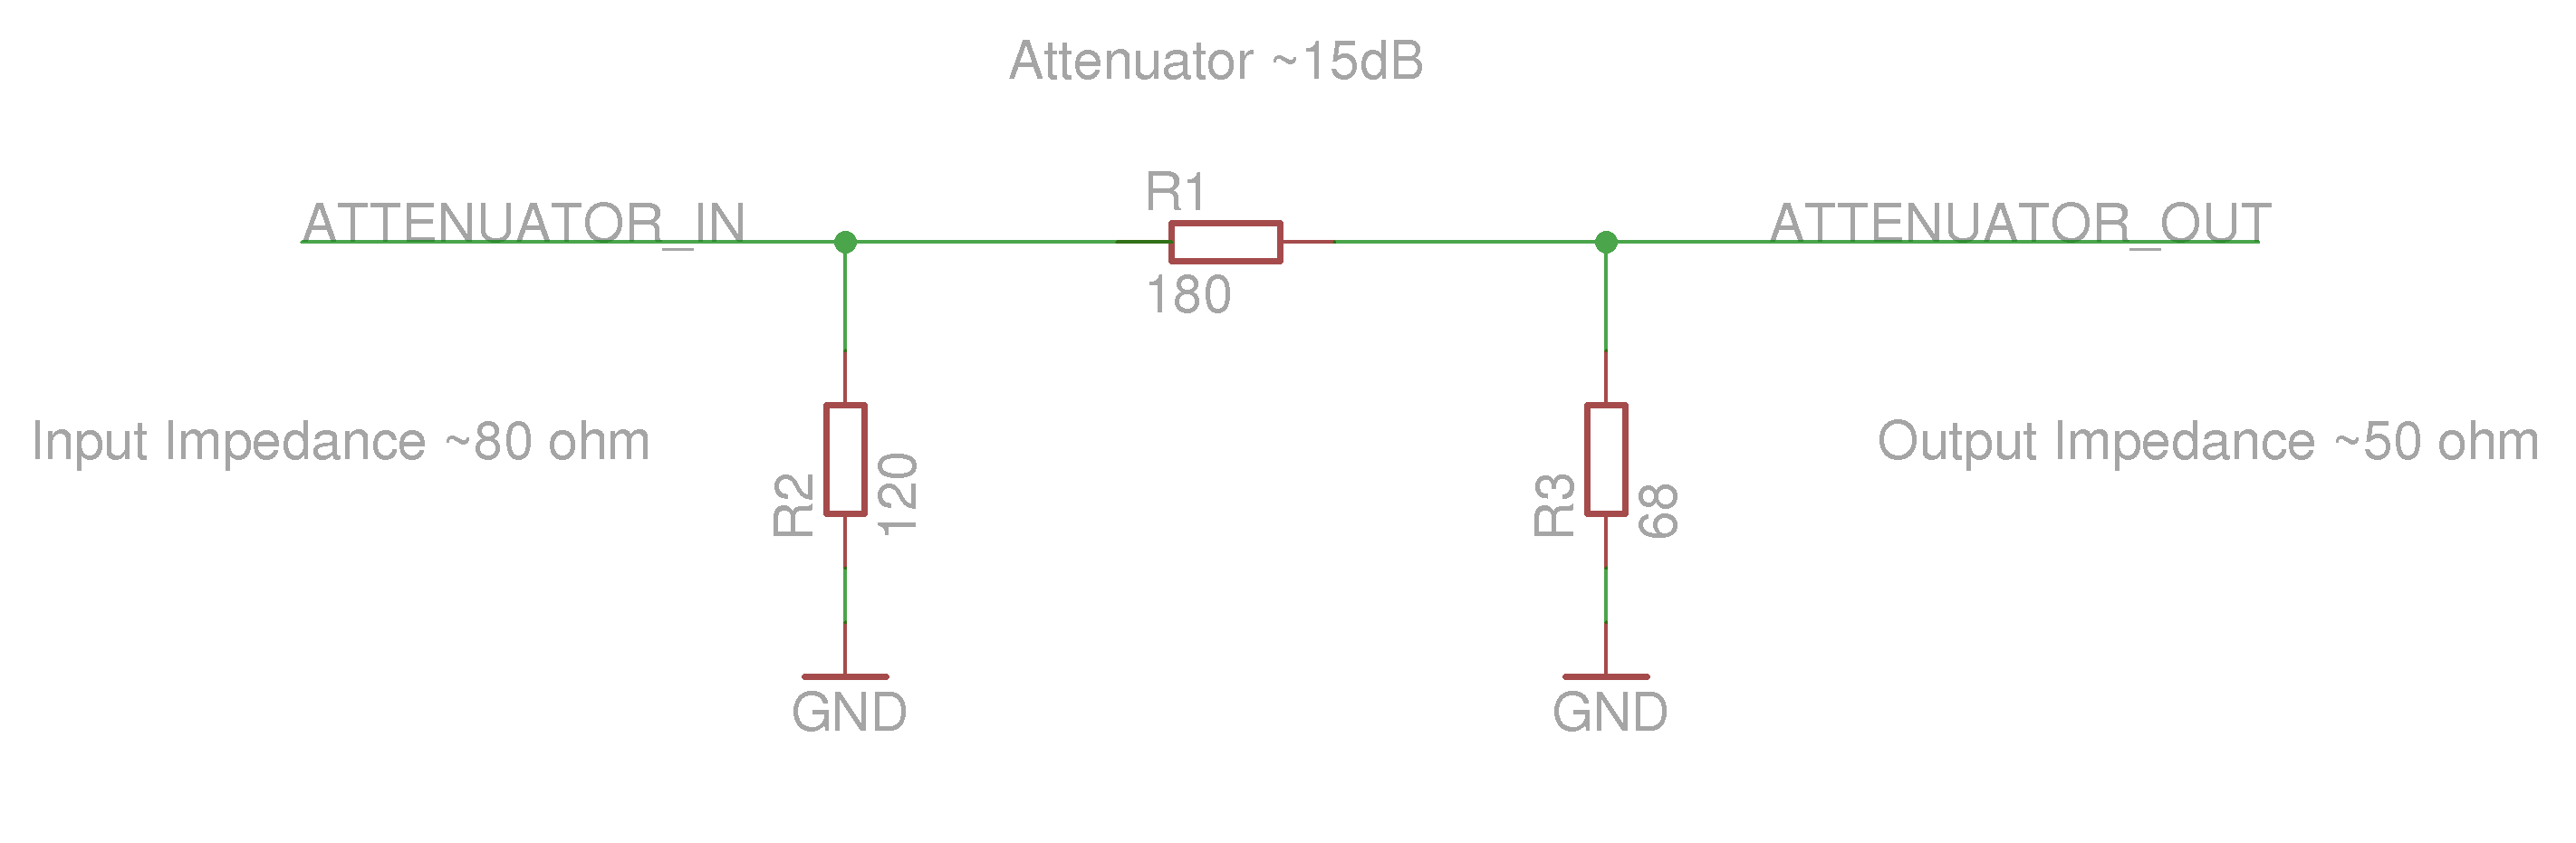 Attenuator ~15dB
R1
ATTENUATOR_IN
ATTENUATOR_OUT
180
Input Impedance ~80 ohm
R2
120
R3
68
Output Impedance ~50 ohm
GND
GND